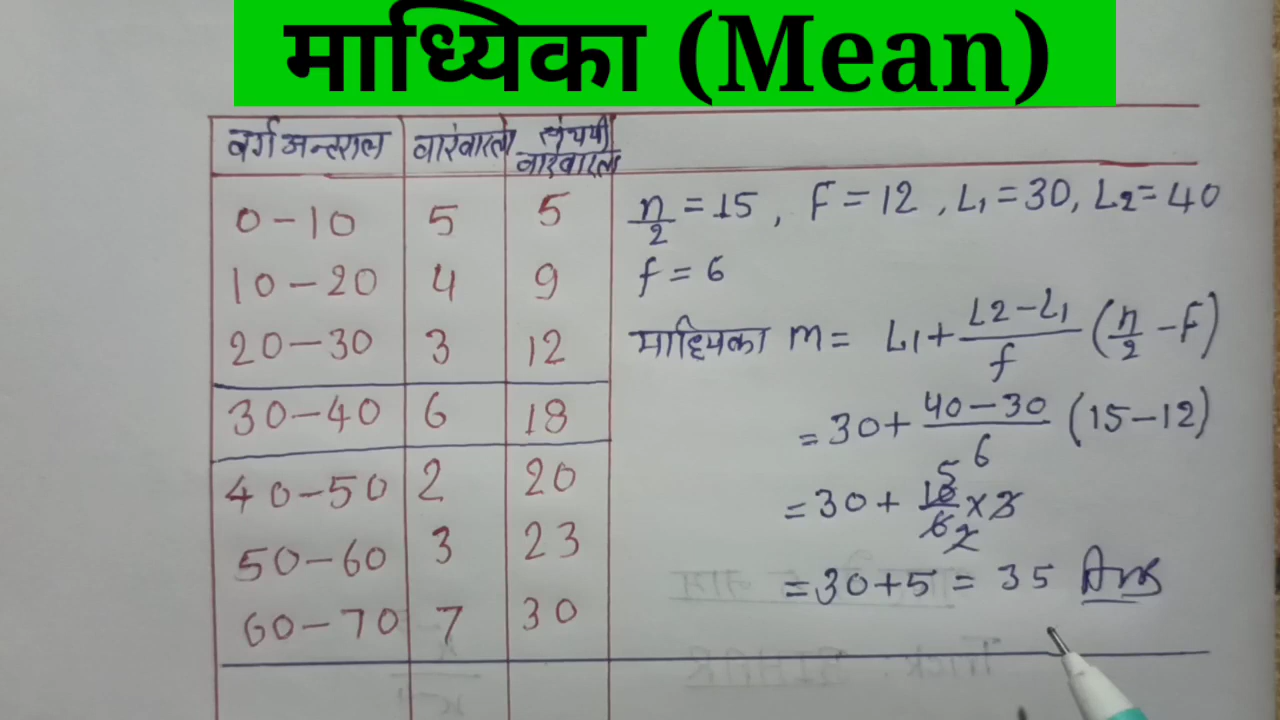 माध्यिका (Mean)
वर्ग अन्तराल वारंवारता संचयी वारंवारता
0-10 5 5
10-20 4 9
20-30 3 12
30-40 6 18
40-50 2 20
50-60 3 23
60-70 7 30
n/2 = 15, F = 12, L₁ = 30, L₂ = 40
f = 6
माध्यिका m = L₁ + (L₂-L₁)/f (n/2 - F)
= 30 + (40-30)/6 (15-12)
= 30 + 10/6 × 3
5
2
= 30 + 5 = 35 Ans